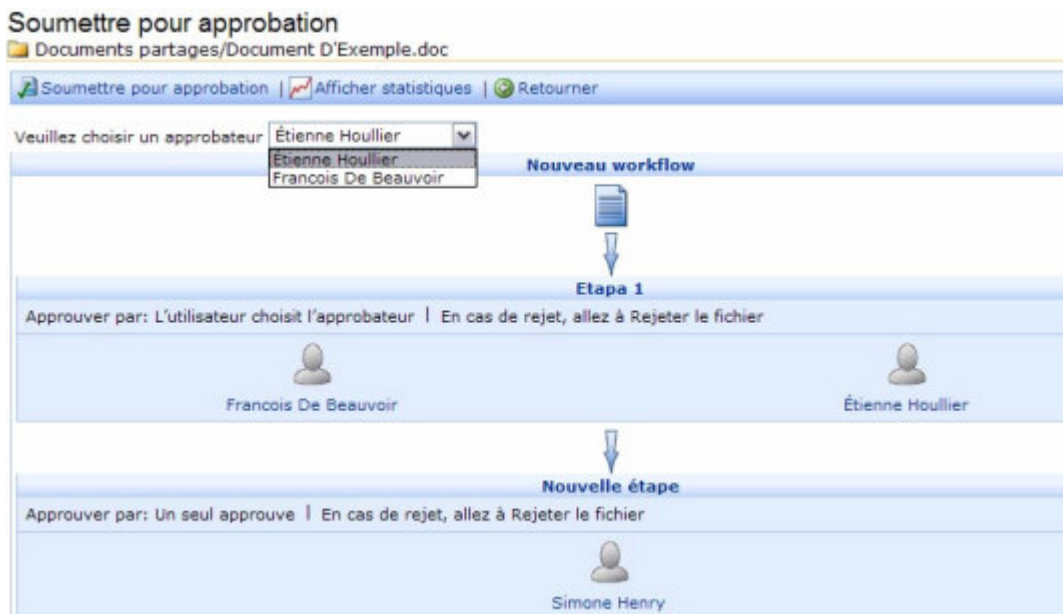 Soumettre pour approbation
Documents partages/Document D'Exemple.doc
Soumettre pour approbation | Afficher statistiques | Retourner
Veuillez choisir un approbateur Étienne Houllier
Étienne Houllier
Francois De Beauvoir
Nouveau workflow
Etapa 1
Approuver par: L'utilisateur choisit l'approbateur | En cas de rejet, allez à Rejeter le fichier
Francois De Beauvoir Étienne Houllier
Nouvelle étape
Approuver par: Un seul approuve | En cas de rejet, allez à Rejeter le fichier
Simone Henry